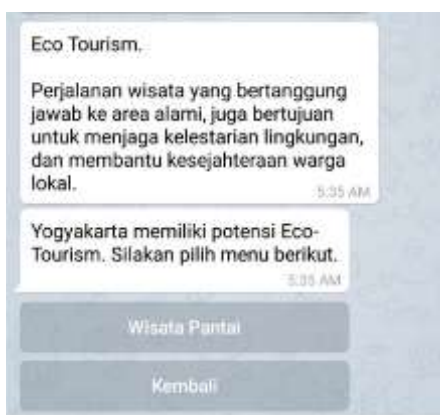 Eco Tourism.
Perjalanan wisata yang bertanggung
jawab ke area alami, juga bertujuan
untuk menjaga kelestarian lingkungan,
dan membantu kesejahteraan warga
lokal.
5:35 AM
Yogyakarta memiliki potensi Eco-
Tourism. Silakan pilih menu berikut.
5:35 AM
Wisata Pantai
Kembali